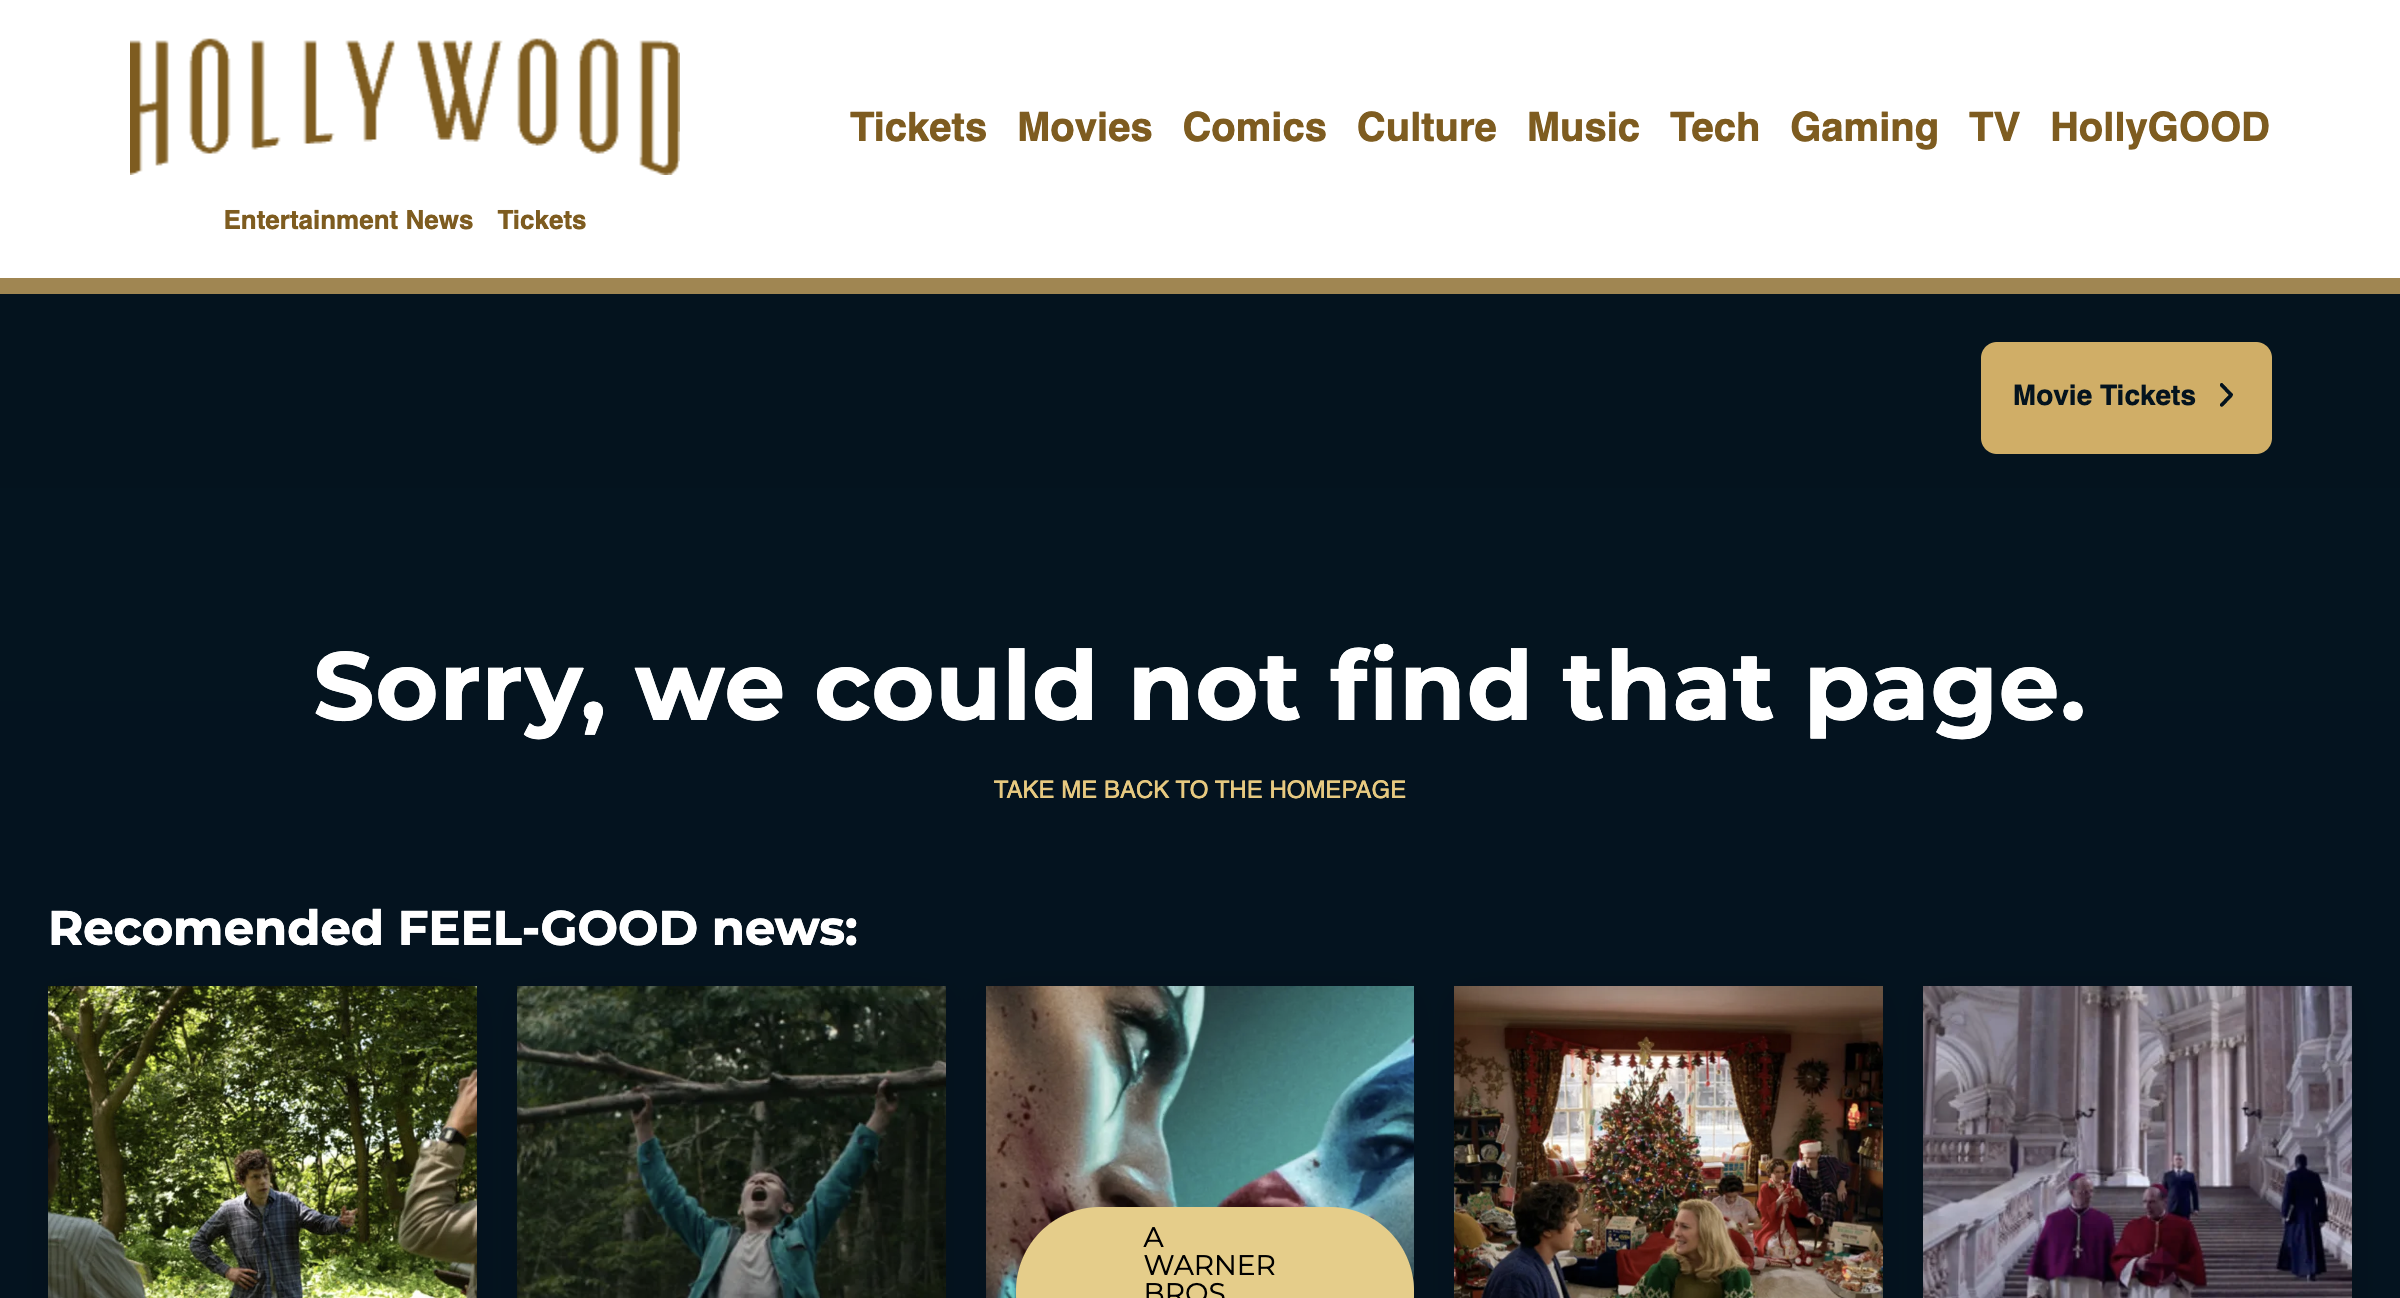 HOLLYWOOD
Tickets Movies Comics Culture Music Tech Gaming TV HollyGOOD
Entertainment News Tickets
Movie Tickets
Sorry, we could not find that page.
TAKE ME BACK TO THE HOMEPAGE
Recomended FEEL-GOOD news:
A
WARNER
BROS